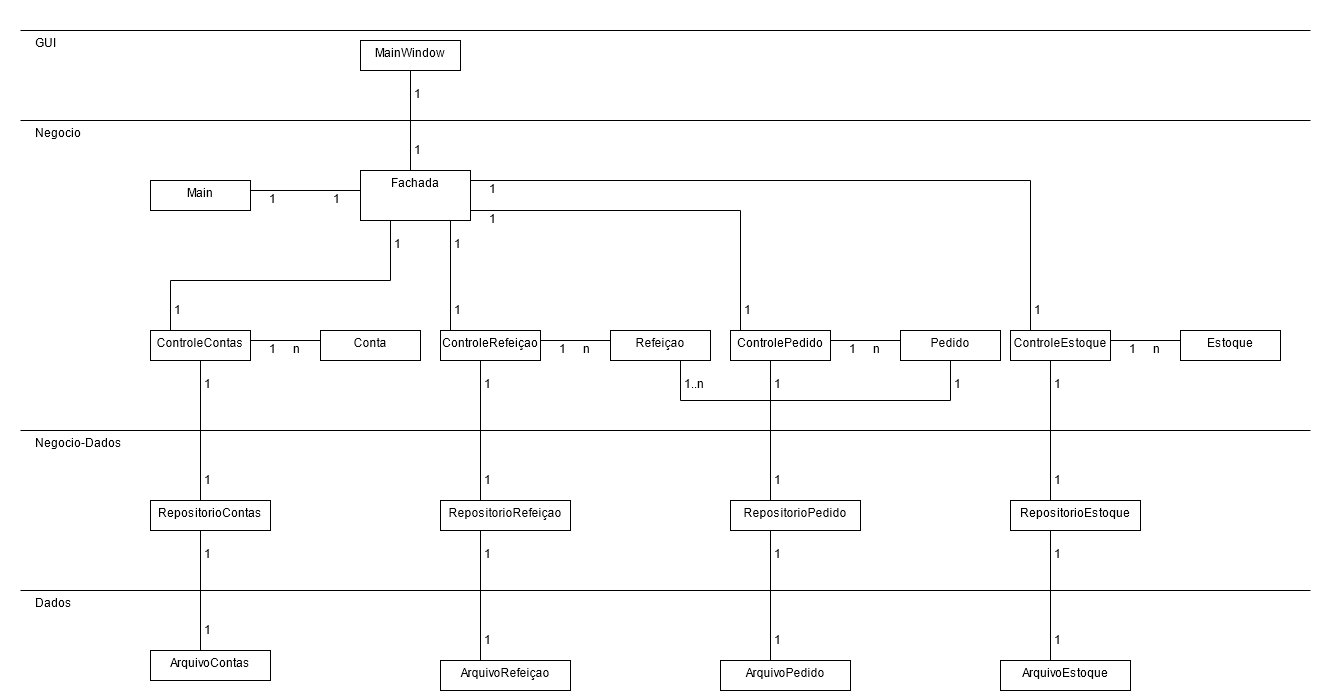 GUI
MainWindow
1
Negocio
1
Main
1 1
Fachada
1
1
1
1
1
1
1
1
ControleContas
1 n
Conta
ControleRefeiçao
1 n
Refeiçao
ControlePedido
1 n
Pedido
ControleEstoque
1 n
Estoque
1
1
1..n
1
1
1
Negocio-Dados
1
1
1
1
RepositorioContas
RepositorioRefeiçao
RepositorioPedido
RepositorioEstoque
1
1
1
1
Dados
1
1
1
1
ArquivoContas
ArquivoRefeiçao
ArquivoPedido
ArquivoEstoque